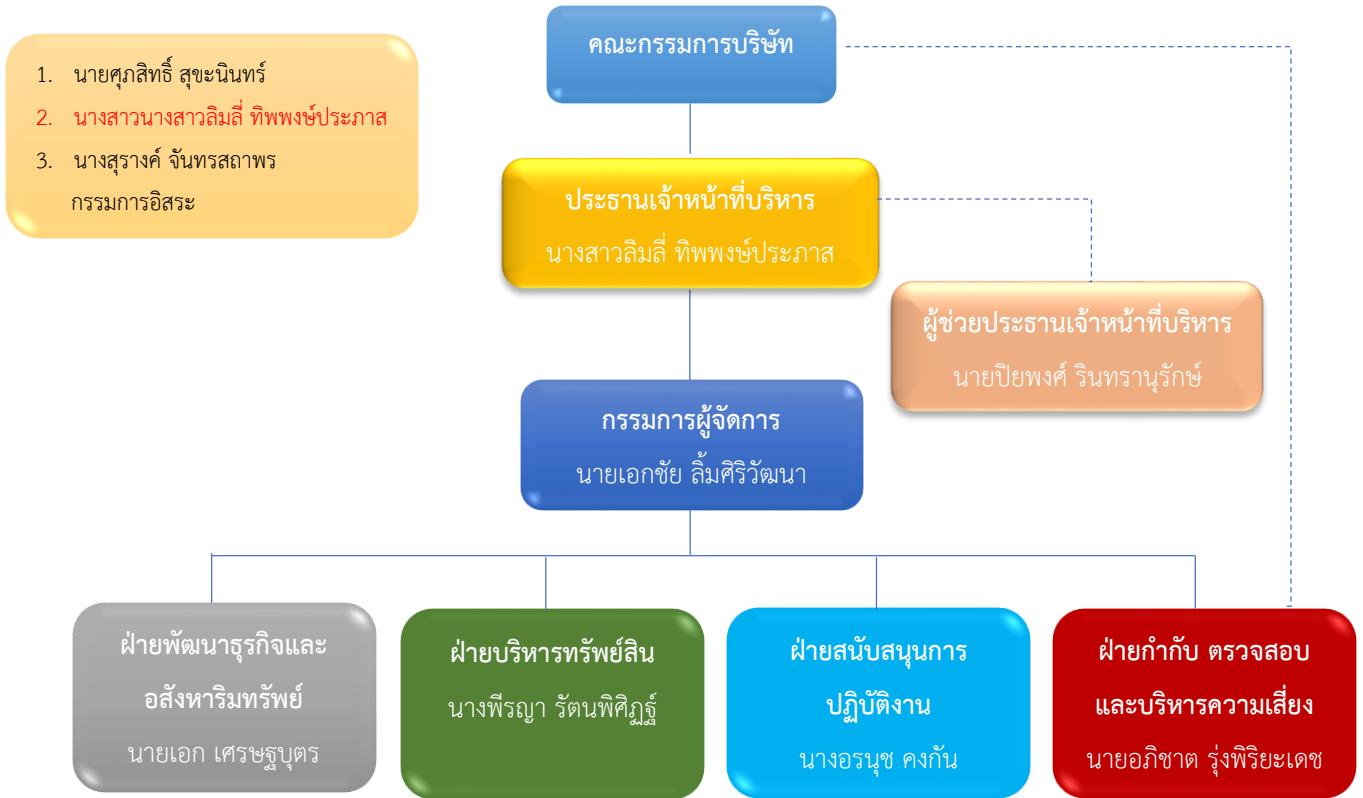 คณะกรรมการบริษัท
1. นายศุภสิทธิ์ สุขะนินทร์
2. นางสาวนางสาวลิมลี่ ทิพพงษ์ประภาส
3. นางสุรางค์ จันทรสถาพร
กรรมการอิสระ
ประธานเจ้าหน้าที่บริหาร
นางสาวลิมลี่ ทิพพงษ์ประภาส
ผู้ช่วยประธานเจ้าหน้าที่บริหาร
นายปิยพงศ์ รินทรานุรักษ์
กรรมการผู้จัดการ
นายเอกชัย ลิ้มศิริวัฒนา
ฝ่ายพัฒนาธุรกิจและ
อสังหาริมทรัพย์
นายเอก เศรษฐบุตร
ฝ่ายบริหารทรัพย์สิน
นางพีรญา รัตนพิศิฏฐ์
ฝ่ายสนับสนุนการ
ปฏิบัติงาน
นางอรนุช คงกัน
ฝ่ายกำกับ ตรวจสอบ
และบริหารความเสี่ยง
นายอภิชาต รุ่งพิริยะเดช